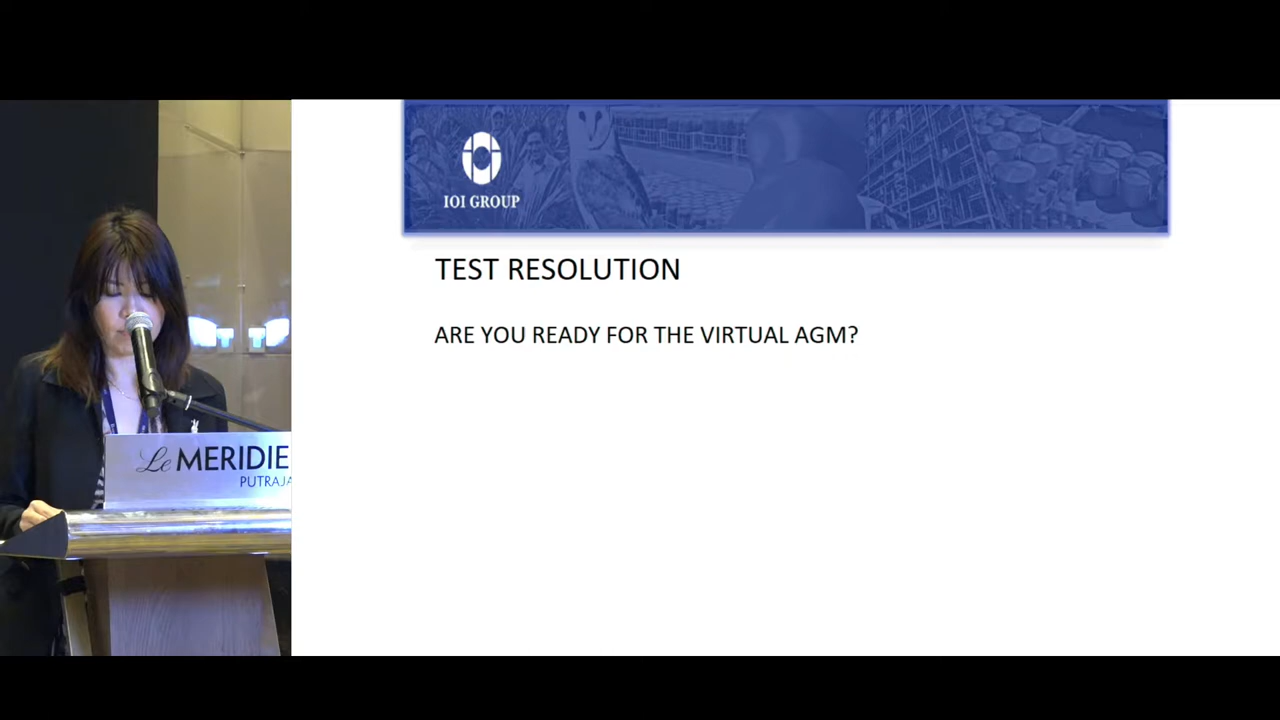 IOI GROUP
TEST RESOLUTION
ARE YOU READY FOR THE VIRTUAL AGM?
Le MERIDIE
PUTRAJA